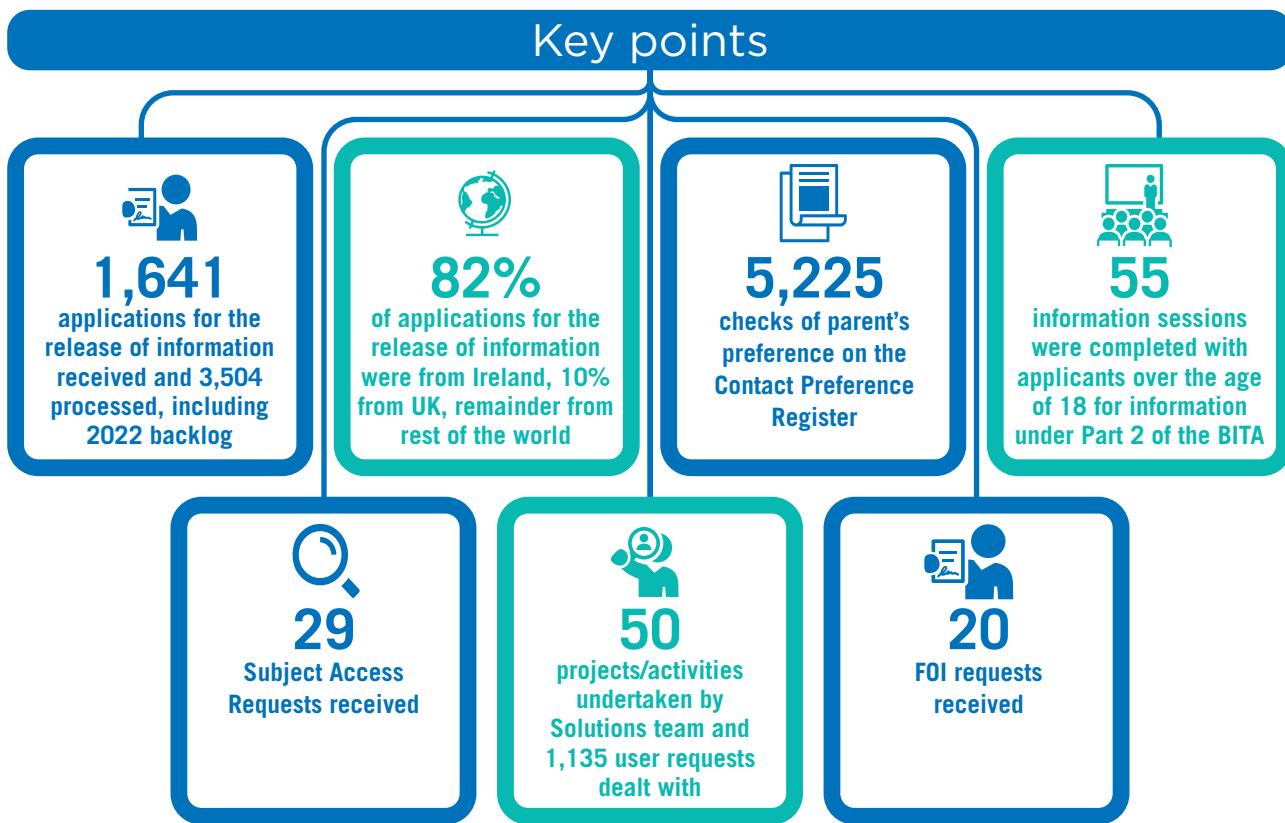 Key points
1,641
applications for the
release of information
received and 3,504
processed, including
2022 backlog
82%
of applications for the
release of information
were from Ireland, 10%
from UK, remainder from
rest of the world
5,225
checks of parent's
preference on the
Contact Preference
Register
55
information sessions
were completed with
applicants over the age
of 18 for information
under Part 2 of the BITA
29
Subject Access
Requests received
50
projects/activities
undertaken by
Solutions team and
1,135 user requests
dealt with
20
FOI requests
received